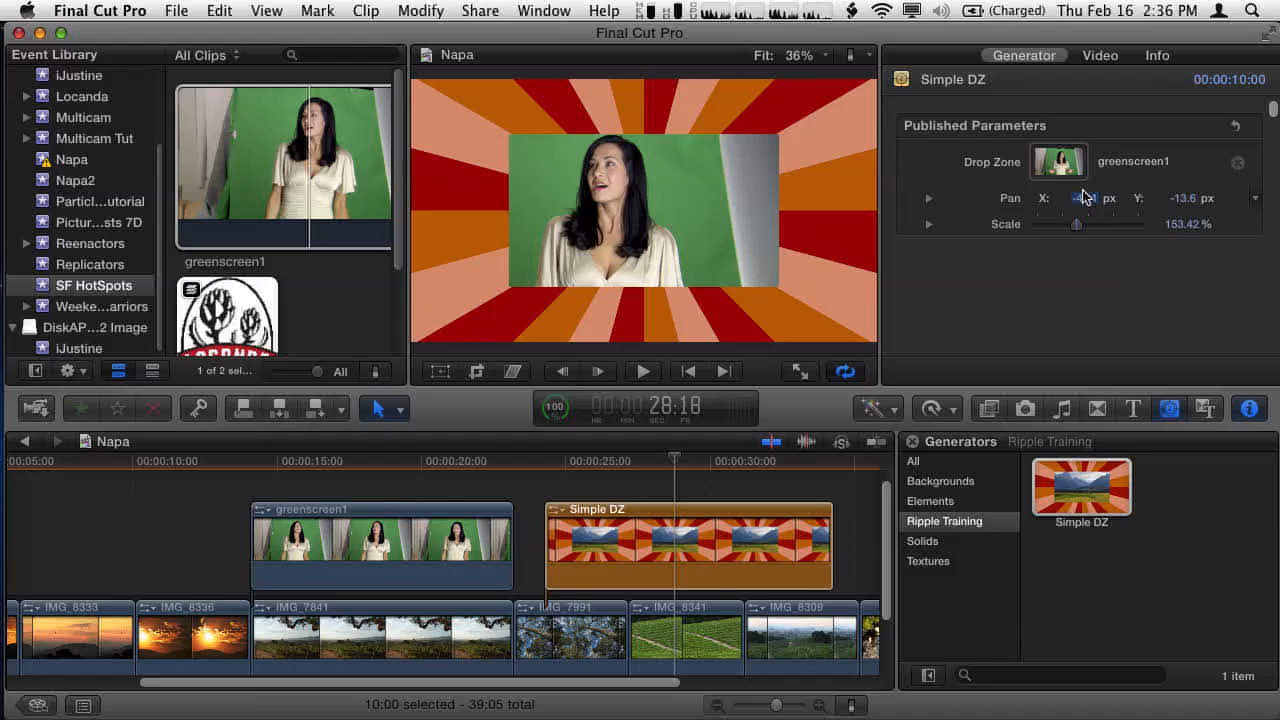 Final Cut Pro File Edit View Mark Clip Modify Share Window Help (Charged) Thu Feb 16 2:36 PM
Final Cut Pro
Event Library
All Clips
Napa
Fit: 36%
Generator Video Info
iJustine
Locanda
Multicam
Multicam Tut
Napa
Napa2
Particl...utorial
Pictur...sts 7D
Reenactors
Replicators
SF HotSpots
Weeke...arriors
DiskAP...2 Image
iJustine
greenscreen1
1 of 2 sel...
All
Simple DZ 00:00:10:00
Published Parameters
Drop Zone greenscreen1
Pan X: px Y: -13.6 px
Scale 153.42 %
100 %
00:00 28:18
HR MIN SEC FR
Napa
00:05:00 00:00:10:00 00:00:15:00 00:00:20:00 00:00:25:00 00:00:30:00
greenscreen1 Simple DZ
IMG_8333 IMG_8336 IMG_7841 IMG_7991 IMG_8341 IMG_8309
10:00 selected - 39:05 total
Generators Ripple Training
All
Backgrounds
Elements
Ripple Training
Solids
Textures
Simple DZ
1 item